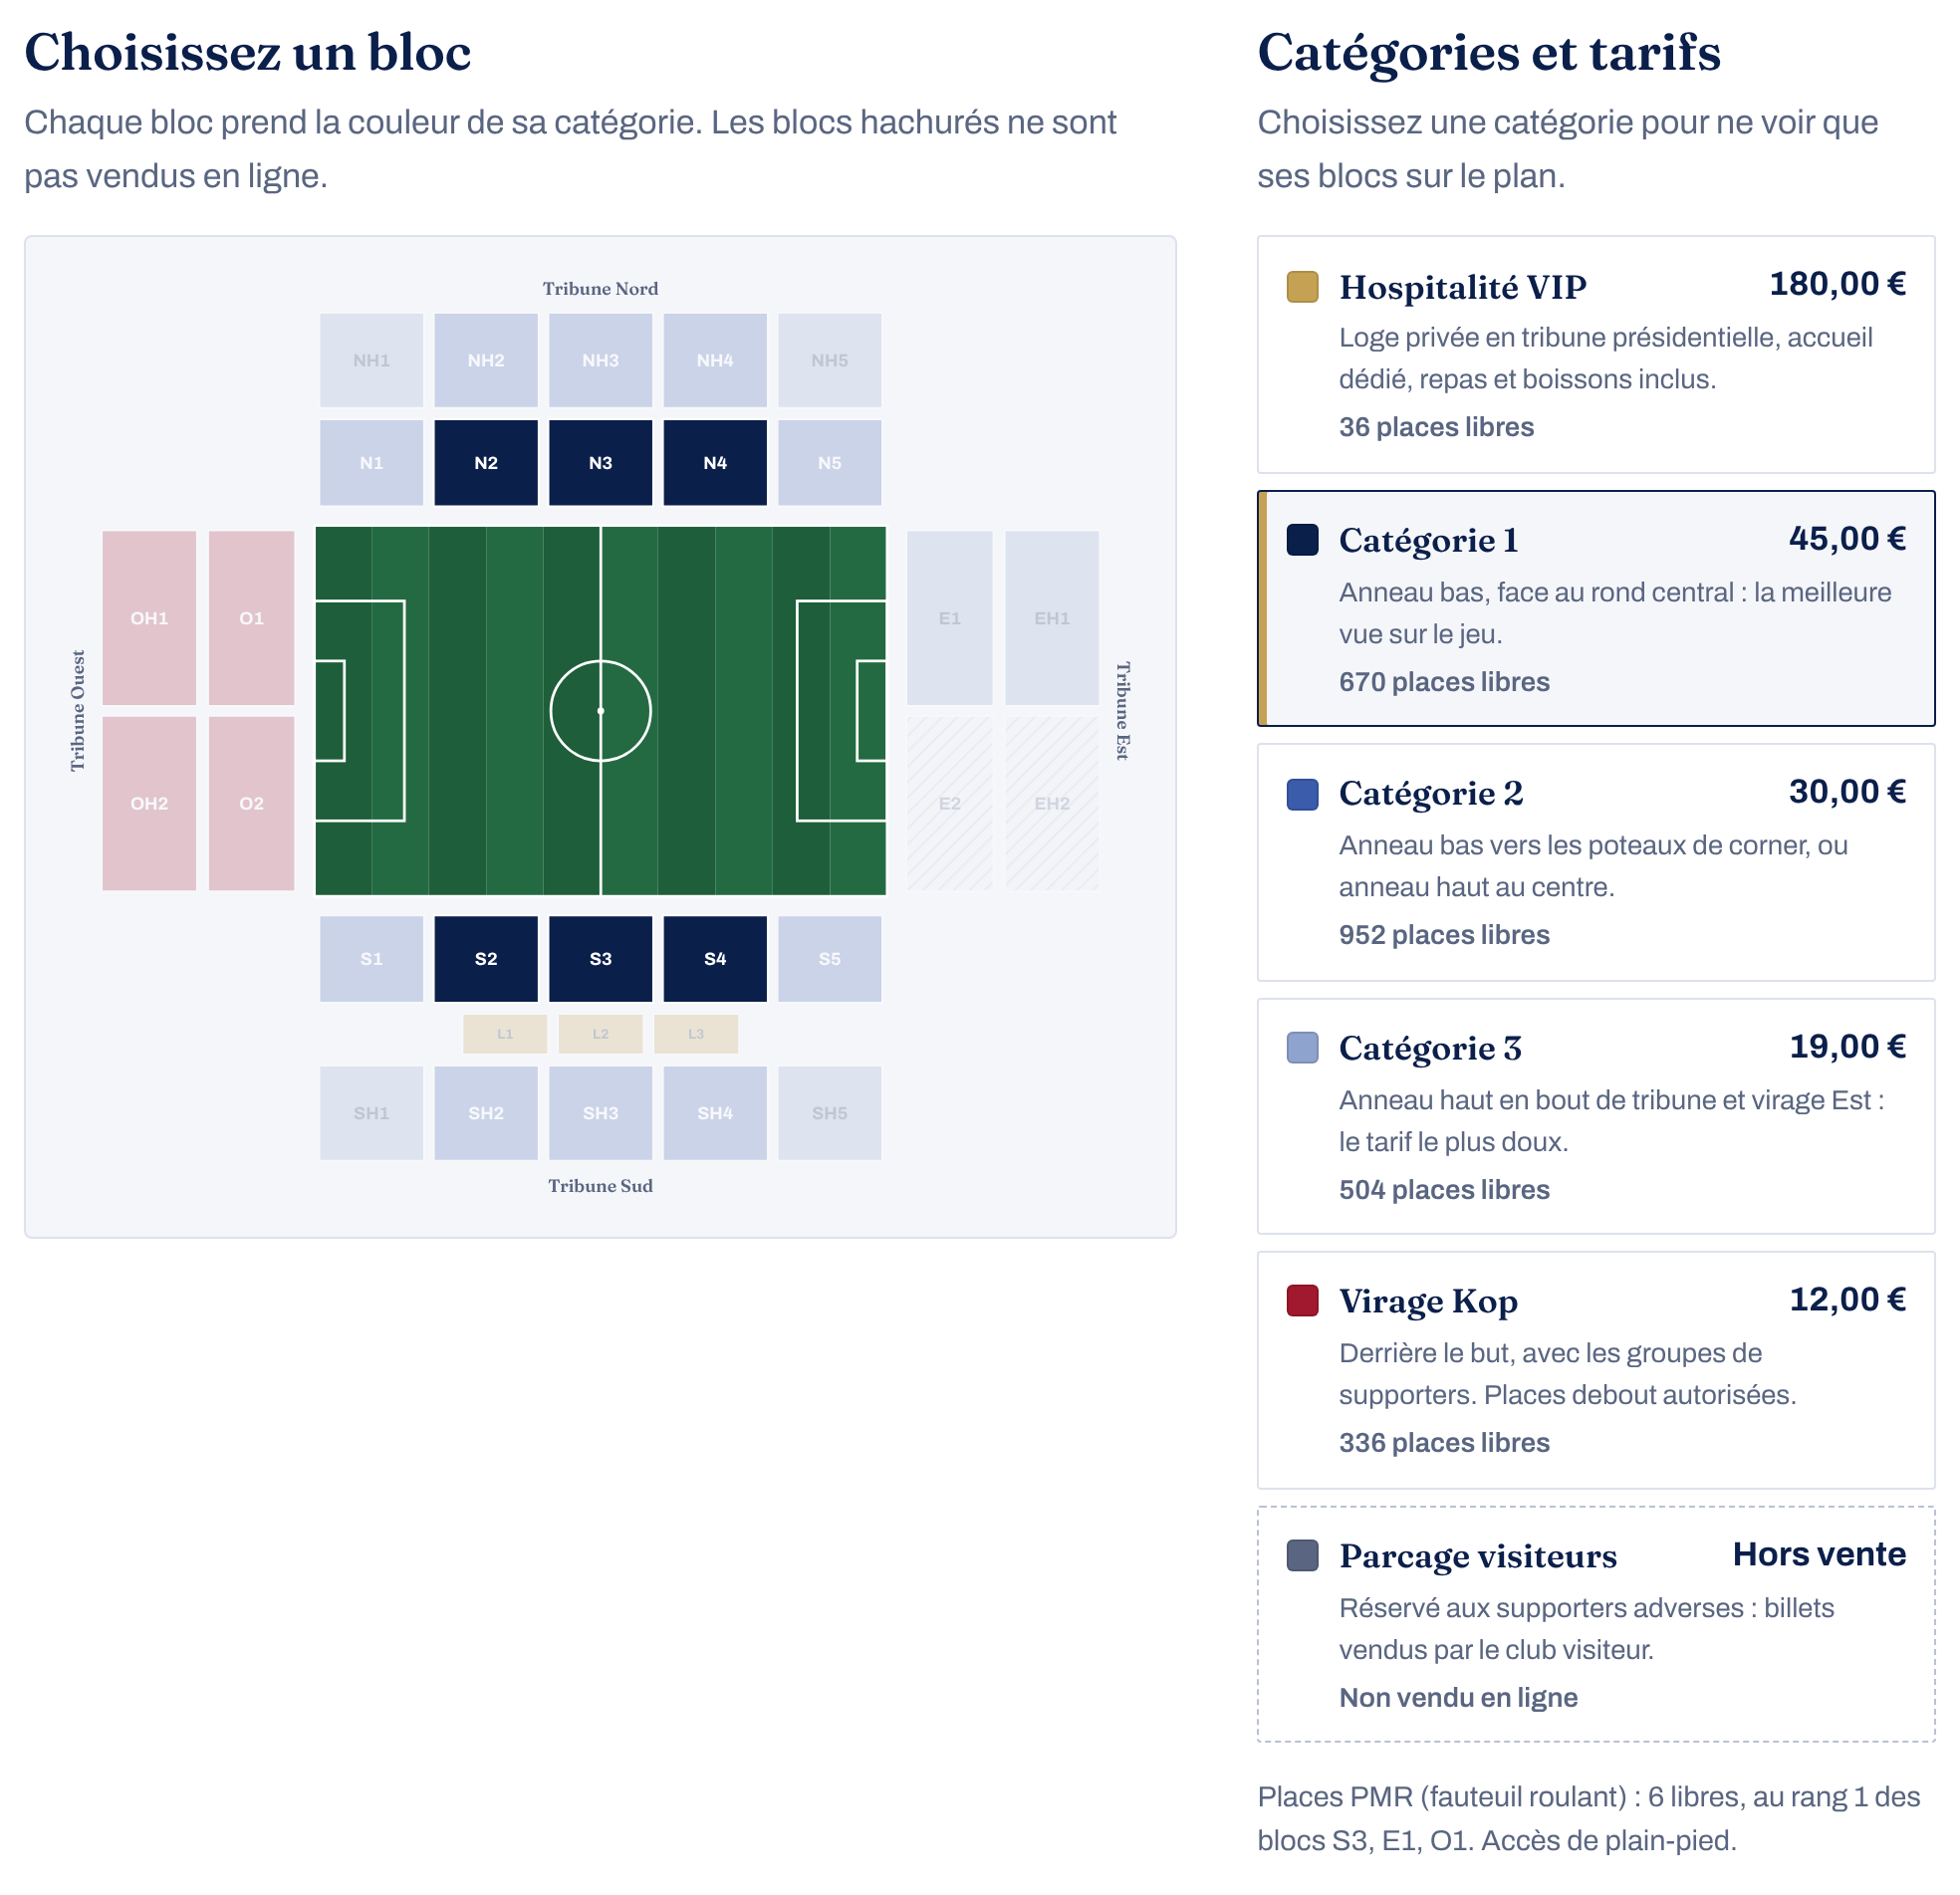 Choisissez un bloc
Chaque bloc prend la couleur de sa catégorie. Les blocs hachurés ne sont
pas vendus en ligne.
Tribune Nord
NH1 NH2 NH3 NH4 NH5
N1 N2 N3 N4 N5
Tribune Ouest
OH1 O1
OH2 O2
E1 EH1
E2 EH2
Tribune Est
S1 S2 S3 S4 S5
L1 L2 L3
SH1 SH2 SH3 SH4 SH5
Tribune Sud
Catégories et tarifs
Choisissez une catégorie pour ne voir que
ses blocs sur le plan.
Hospitalité VIP 180,00 €
Loge privée en tribune présidentielle, accueil
dédié, repas et boissons inclus.
36 places libres
Catégorie 1 45,00 €
Anneau bas, face au rond central : la meilleure
vue sur le jeu.
670 places libres
Catégorie 2 30,00 €
Anneau bas vers les poteaux de corner, ou
anneau haut au centre.
952 places libres
Catégorie 3 19,00 €
Anneau haut en bout de tribune et virage Est :
le tarif le plus doux.
504 places libres
Virage Kop 12,00 €
Derrière le but, avec les groupes de
supporters. Places debout autorisées.
336 places libres
Parcage visiteurs Hors vente
Réservé aux supporters adverses : billets
vendus par le club visiteur.
Non vendu en ligne
Places PMR (fauteuil roulant) : 6 libres, au rang 1 des
blocs S3, E1, O1. Accès de plain-pied.